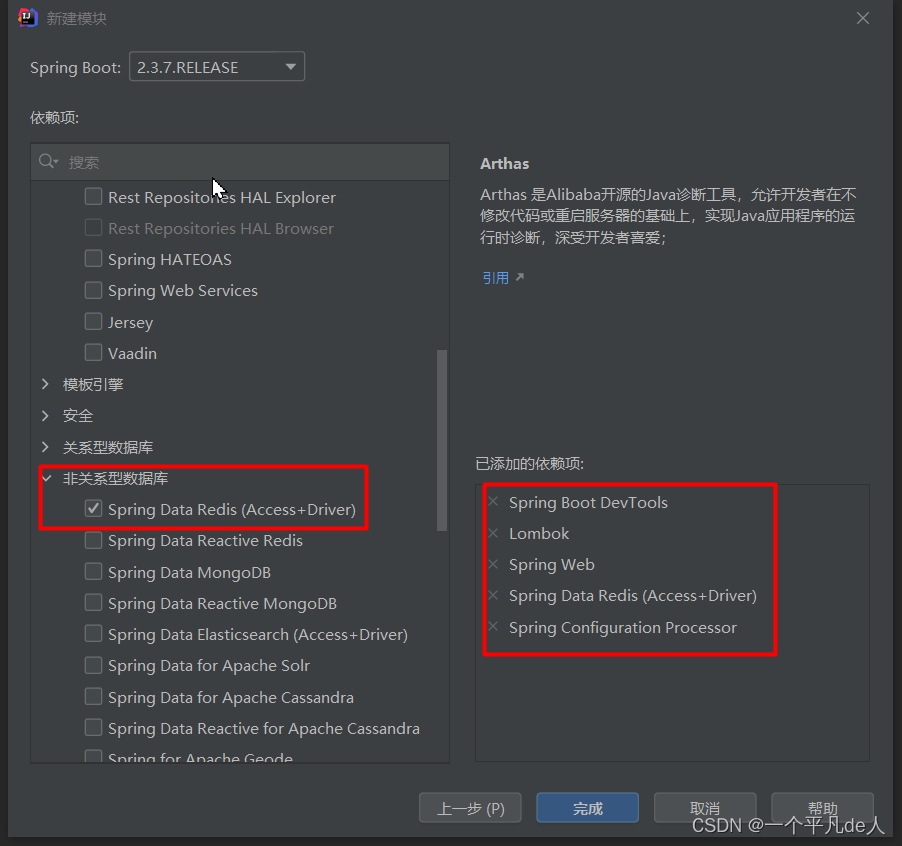 新建模块
Spring Boot: 2.3.7.RELEASE
依赖项:
搜索
Rest Repositories HAL Explorer
Rest Repositories HAL Browser
Spring HATEOAS
Spring Web Services
Jersey
Vaadin
模板引擎
安全
关系型数据库
非关系型数据库
Spring Data Redis (Access+Driver)
Spring Data Reactive Redis
Spring Data MongoDB
Spring Data Reactive MongoDB
Spring Data Elasticsearch (Access+Driver)
Spring Data for Apache Solr
Spring Data for Apache Cassandra
Spring Data Reactive for Apache Cassandra
Spring for Apache Geode
Arthas
Arthas 是Alibaba开源的Java诊断工具，允许开发者在不
修改代码或重启服务器的基础上，实现Java应用程序的运
行时诊断，深受开发者喜爱；
引用
已添加的依赖项:
Spring Boot DevTools
Lombok
Spring Web
Spring Data Redis (Access+Driver)
Spring Configuration Processor
上一步 (P) 完成 取消 帮助
CSDN @一个平凡de人